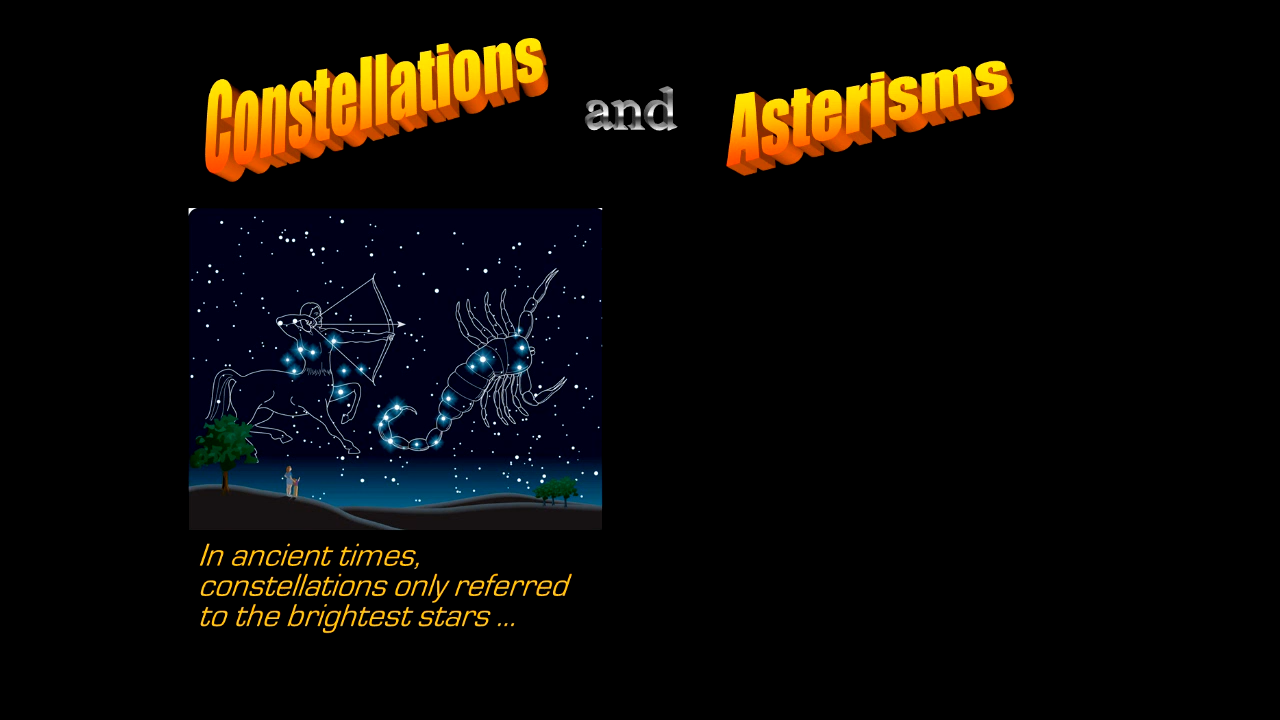 Constellations and Asterisms
In ancient times,
constellations only referred
to the brightest stars ...